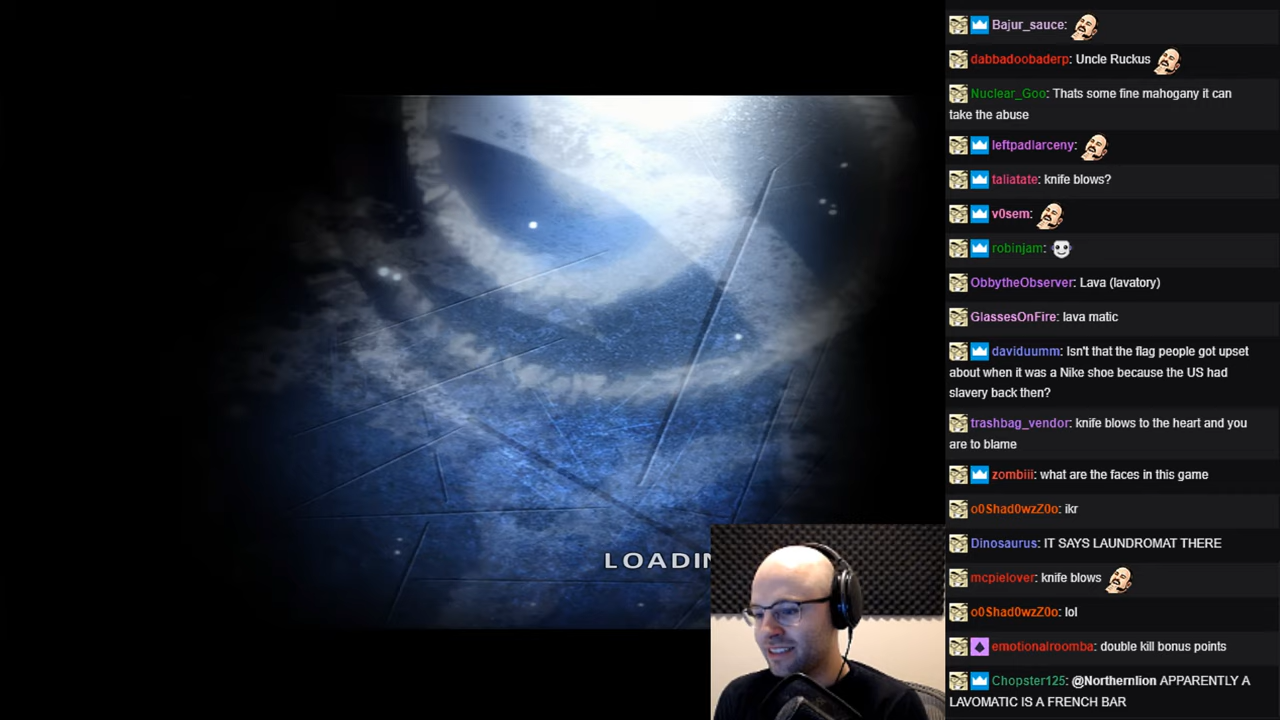 Bajur_sauce:
dabbadoobaderp: Uncle Ruckus
Nuclear_Goo: Thats some fine mahogany it can
take the abuse
leftpadlarceny:
taliatate: knife blows?
v0sem:
robinjam:
ObbytheObserver: Lava (lavatory)
GlassesOnFire: lava matic
daviduumm: Isn't that the flag people got upset
about when it was a Nike shoe because the US had
slavery back then?
trashbag_vendor: knife blows to the heart and you
are to blame
zombiii: what are the faces in this game
o0Shad0wzZ0o: ikr
Dinosaurus: IT SAYS LAUNDROMAT THERE
mcpielover: knife blows
o0Shad0wzZ0o: lol
emotionalroomba: double kill bonus points
Chopster125: @Northernlion APPARENTLY A
LAVOMATIC IS A FRENCH BAR
LOADIN